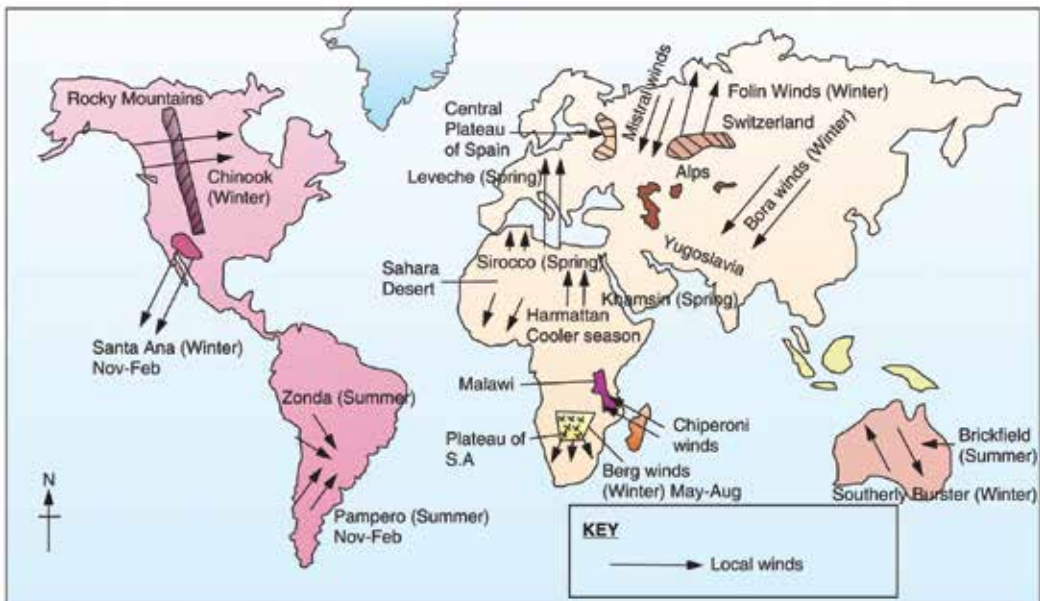 Rocky Mountains
Chinook
(Winter)
Santa Ana (Winter)
Nov-Feb
Zonda (Summer)
Pampero (Summer)
Nov-Feb
N
Central
Plateau
of Spain
Leveche (Spring)
Mistral winds
Folin Winds (Winter)
Switzerland
Alps
Bora winds (Winter)
Yugoslavia
Sahara
Desert
Sirocco (Spring)
Khamsin (Spring)
Harmattan
Cooler season
Malawi
Chiperoni
winds
Plateau of
S.A
Berg winds
(Winter) May-Aug
Brickfield
(Summer)
Southerly Burster (Winter)
KEY
Local winds